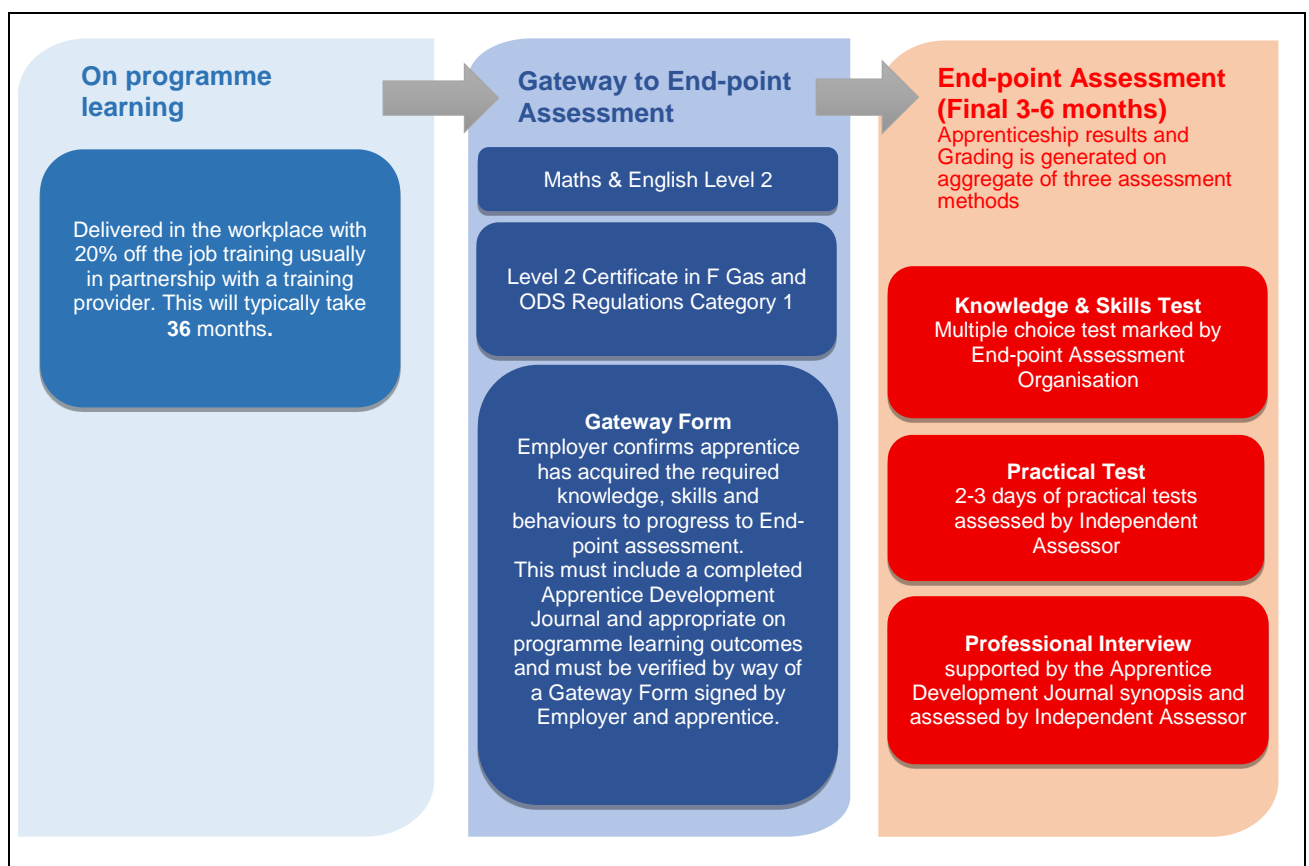 On programme
learning
Delivered in the workplace with
20% off the job training usually
in partnership with a training
provider. This will typically take
36 months.
Gateway to End-point
Assessment
Maths & English Level 2
Level 2 Certificate in F Gas and
ODS Regulations Category 1
Gateway Form
Employer confirms apprentice
has acquired the required
knowledge, skills and
behaviours to progress to End-
point assessment.
This must include a completed
Apprentice Development
Journal and appropriate on
programme learning outcomes
and must be verified by way of
a Gateway Form signed by
Employer and apprentice.
End-point Assessment
(Final 3-6 months)
Apprenticeship results and
Grading is generated on
aggregate of three assessment
methods
Knowledge & Skills Test
Multiple choice test marked by
End-point Assessment
Organisation
Practical Test
2-3 days of practical tests
assessed by Independent
Assessor
Professional Interview
supported by the Apprentice
Development Journal synopsis and
assessed by Independent Assessor